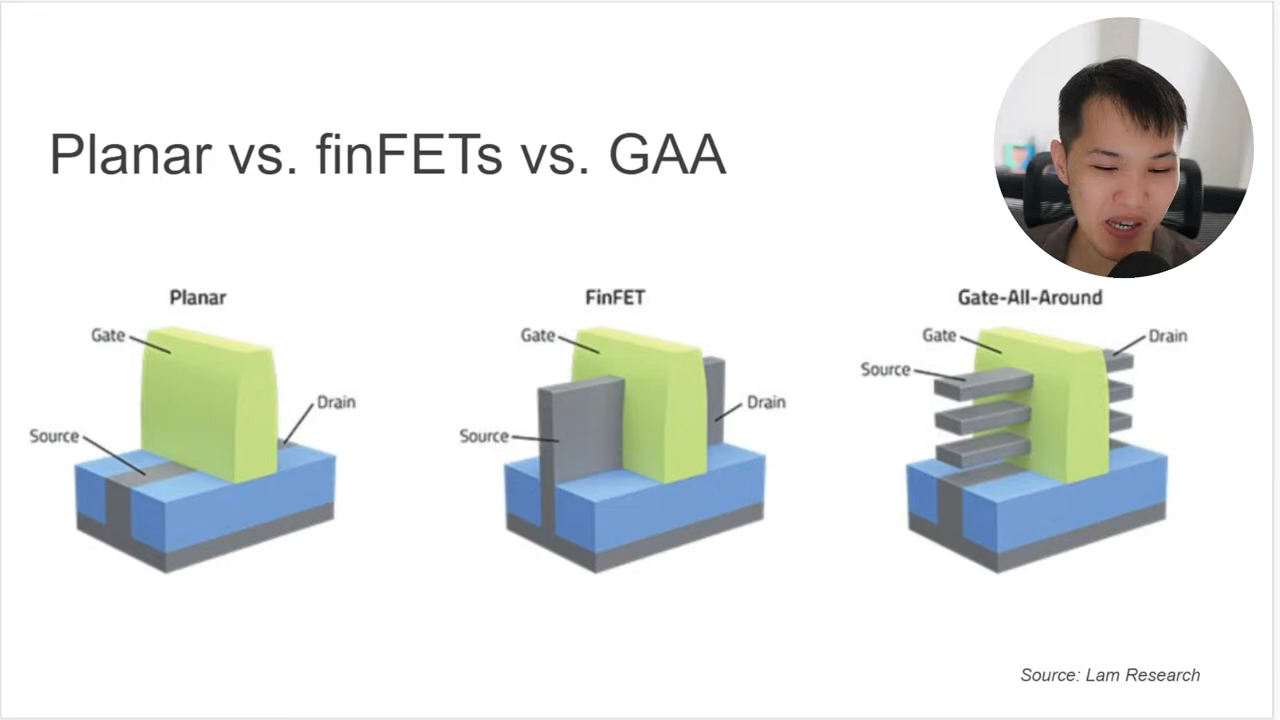 Planar vs. finFETs vs. GAA
Planar
Gate
Drain
Source
FinFET
Gate
Drain
Source
Gate-All-Around
Gate
Drain
Source
Source: Lam Research